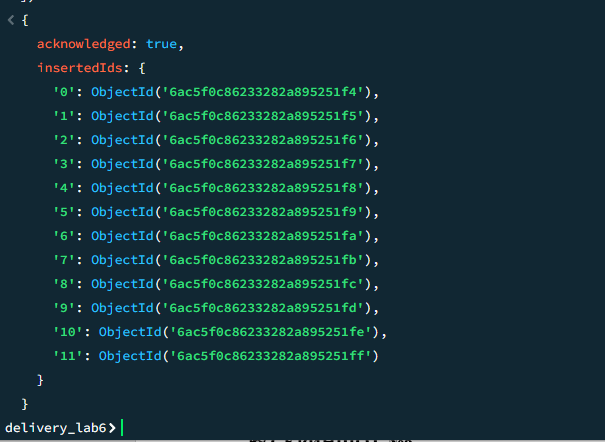 {
acknowledged: true,
insertedIds: {
'0': ObjectId('6ac5f0c86233282a895251f4'),
'1': ObjectId('6ac5f0c86233282a895251f5'),
'2': ObjectId('6ac5f0c86233282a895251f6'),
'3': ObjectId('6ac5f0c86233282a895251f7'),
'4': ObjectId('6ac5f0c86233282a895251f8'),
'5': ObjectId('6ac5f0c86233282a895251f9'),
'6': ObjectId('6ac5f0c86233282a895251fa'),
'7': ObjectId('6ac5f0c86233282a895251fb'),
'8': ObjectId('6ac5f0c86233282a895251fc'),
'9': ObjectId('6ac5f0c86233282a895251fd'),
'10': ObjectId('6ac5f0c86233282a895251fe'),
'11': ObjectId('6ac5f0c86233282a895251ff')
}
}
delivery_lab6>